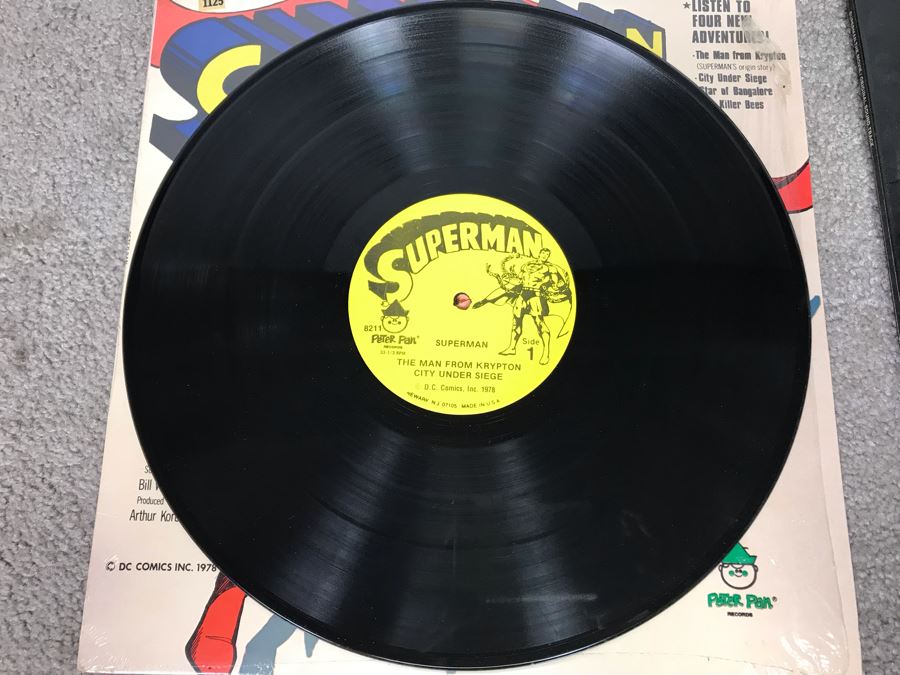 1125
★LISTEN TO
FOUR NEW
ADVENTURES!
-The Man from Krypton
(SUPERMAN'S origin story)
-City Under Siege
Star of Bangalore
Killer Bees
SUPERMAN
8211
Peter Pan®
RECORDS
33-1/3 RPM
SUPERMAN
Side
1
THE MAN FROM KRYPTON
CITY UNDER SIEGE
© D.C. Comics, Inc. 1978
NEWARK N.J. 07105 MADE IN U.S.A.
Bill
Produced
Arthur
© DC COMICS INC. 1978
Peter Pan®
RECORDS